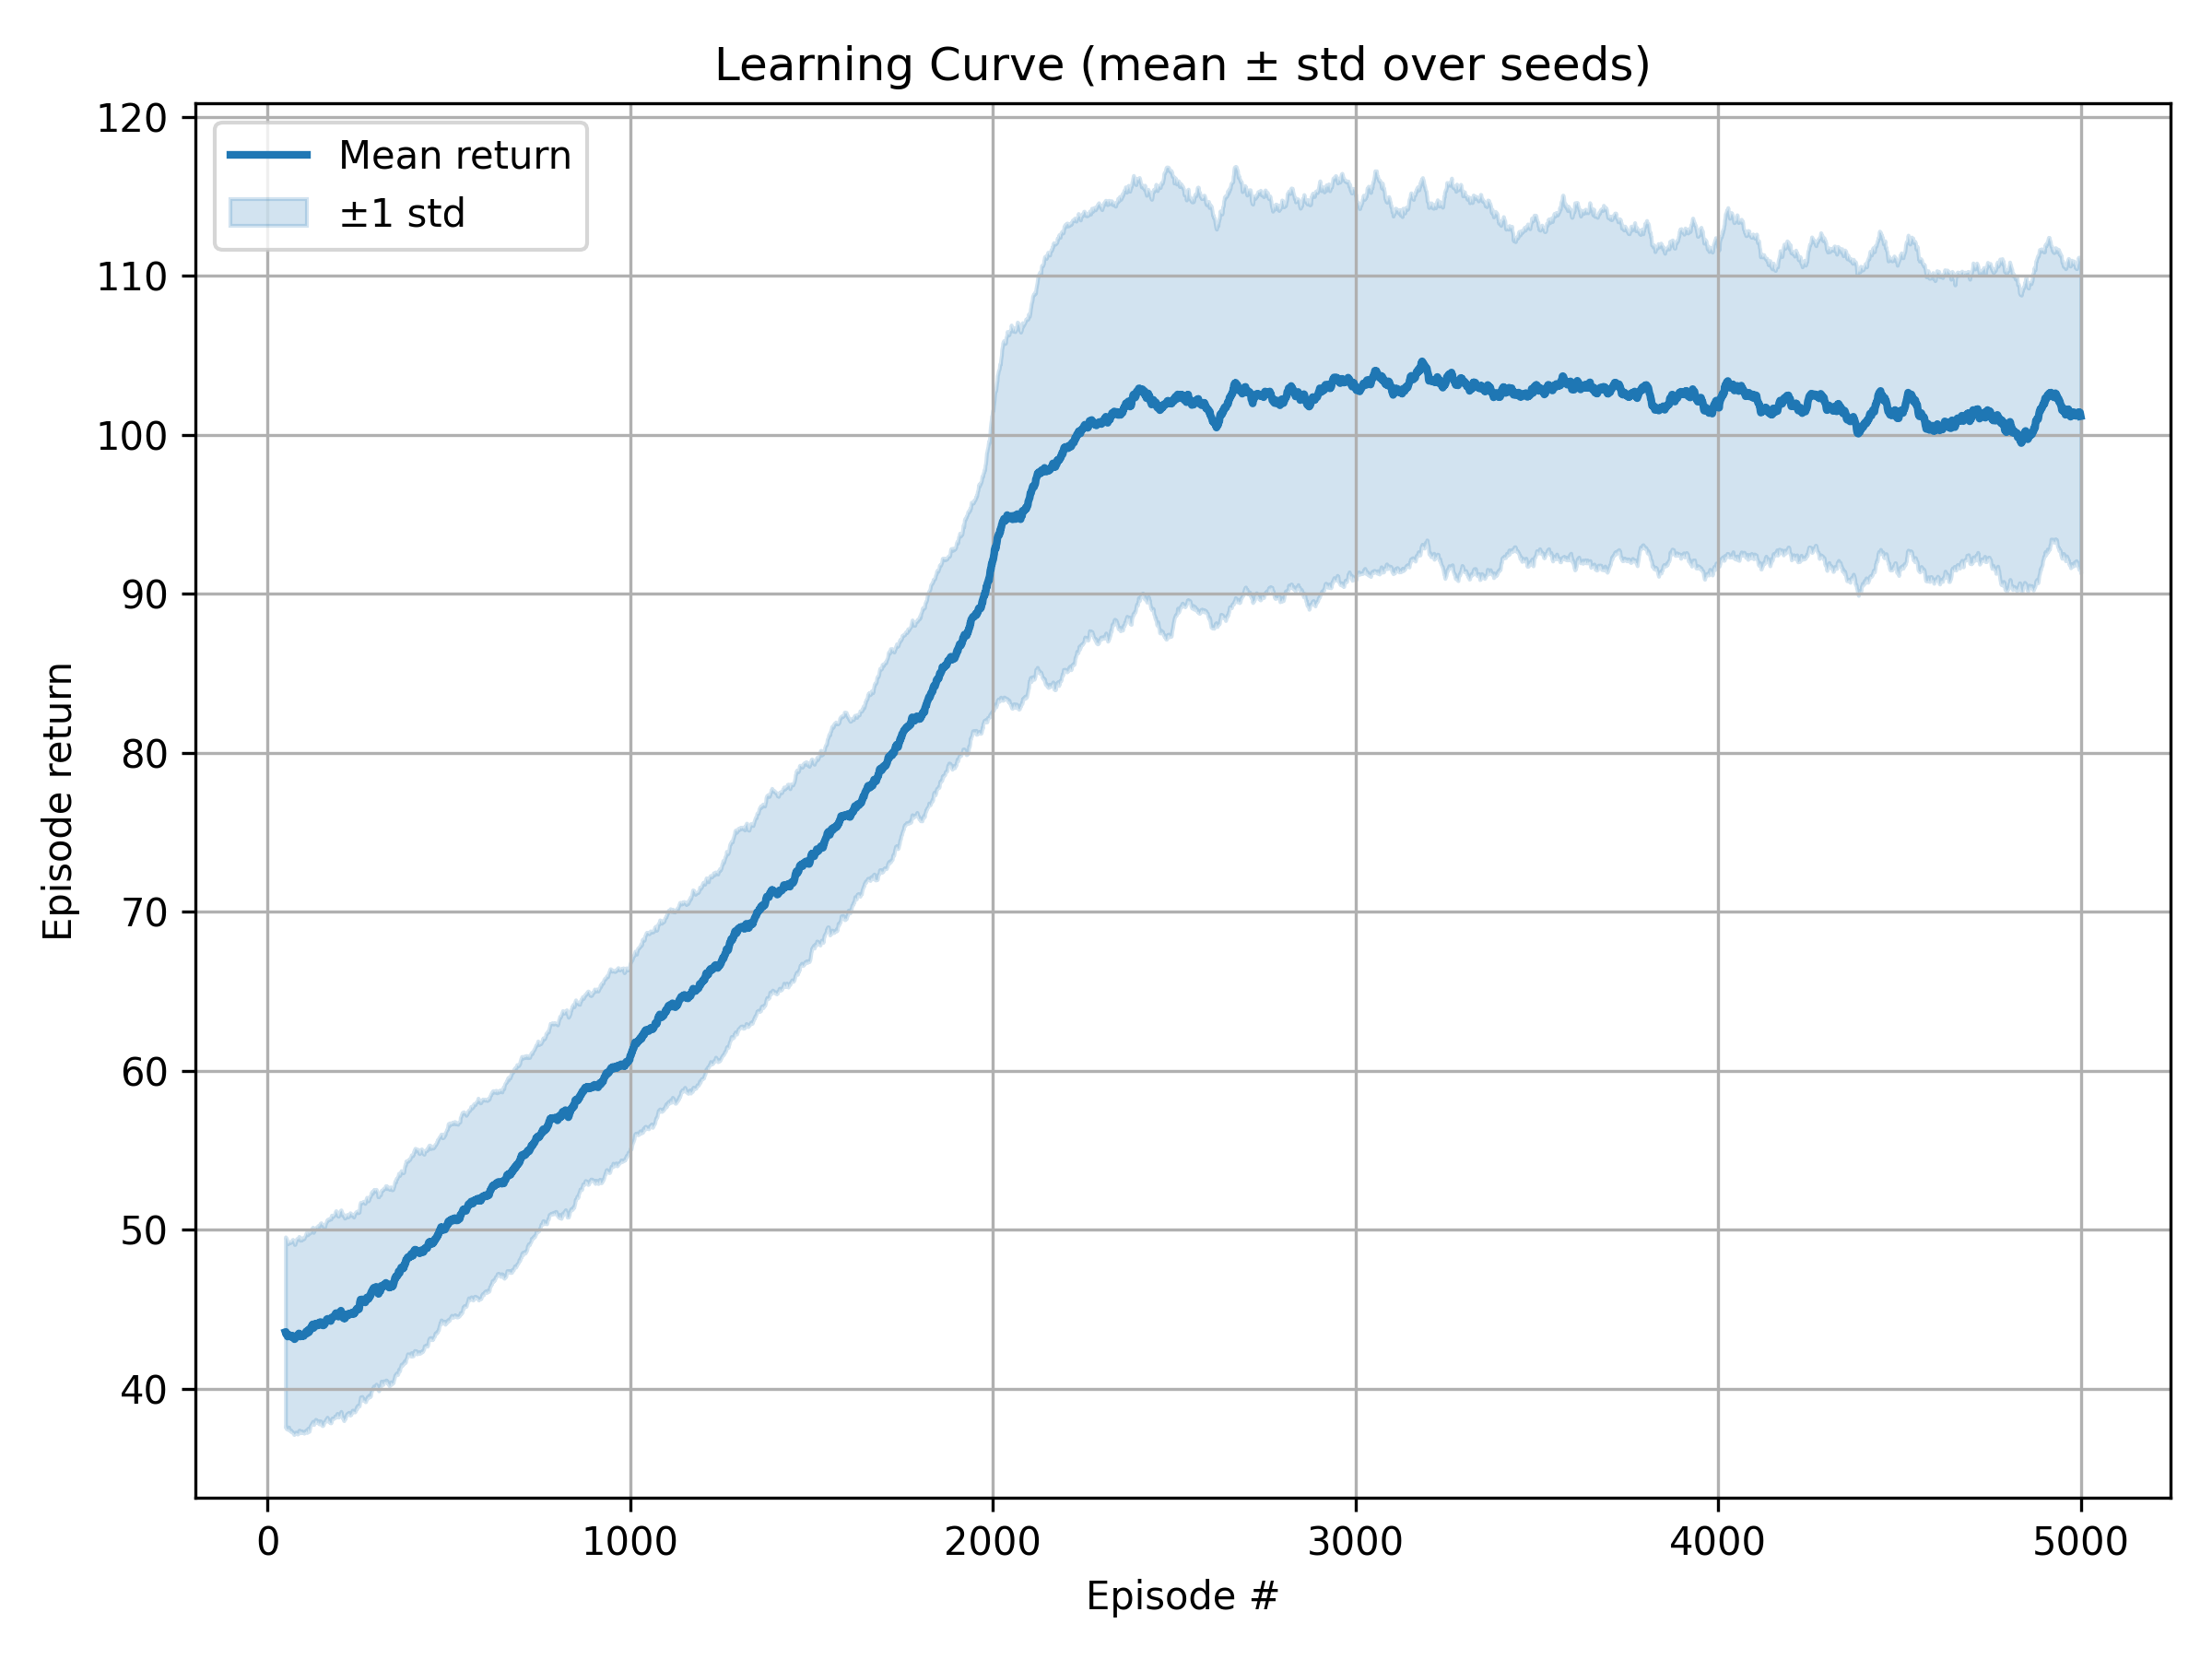 Learning Curve (mean ± std over seeds)
Mean return
±1 std
120
110
100
90
80
70
60
50
40
Episode return
0 1000 2000 3000 4000 5000
Episode #